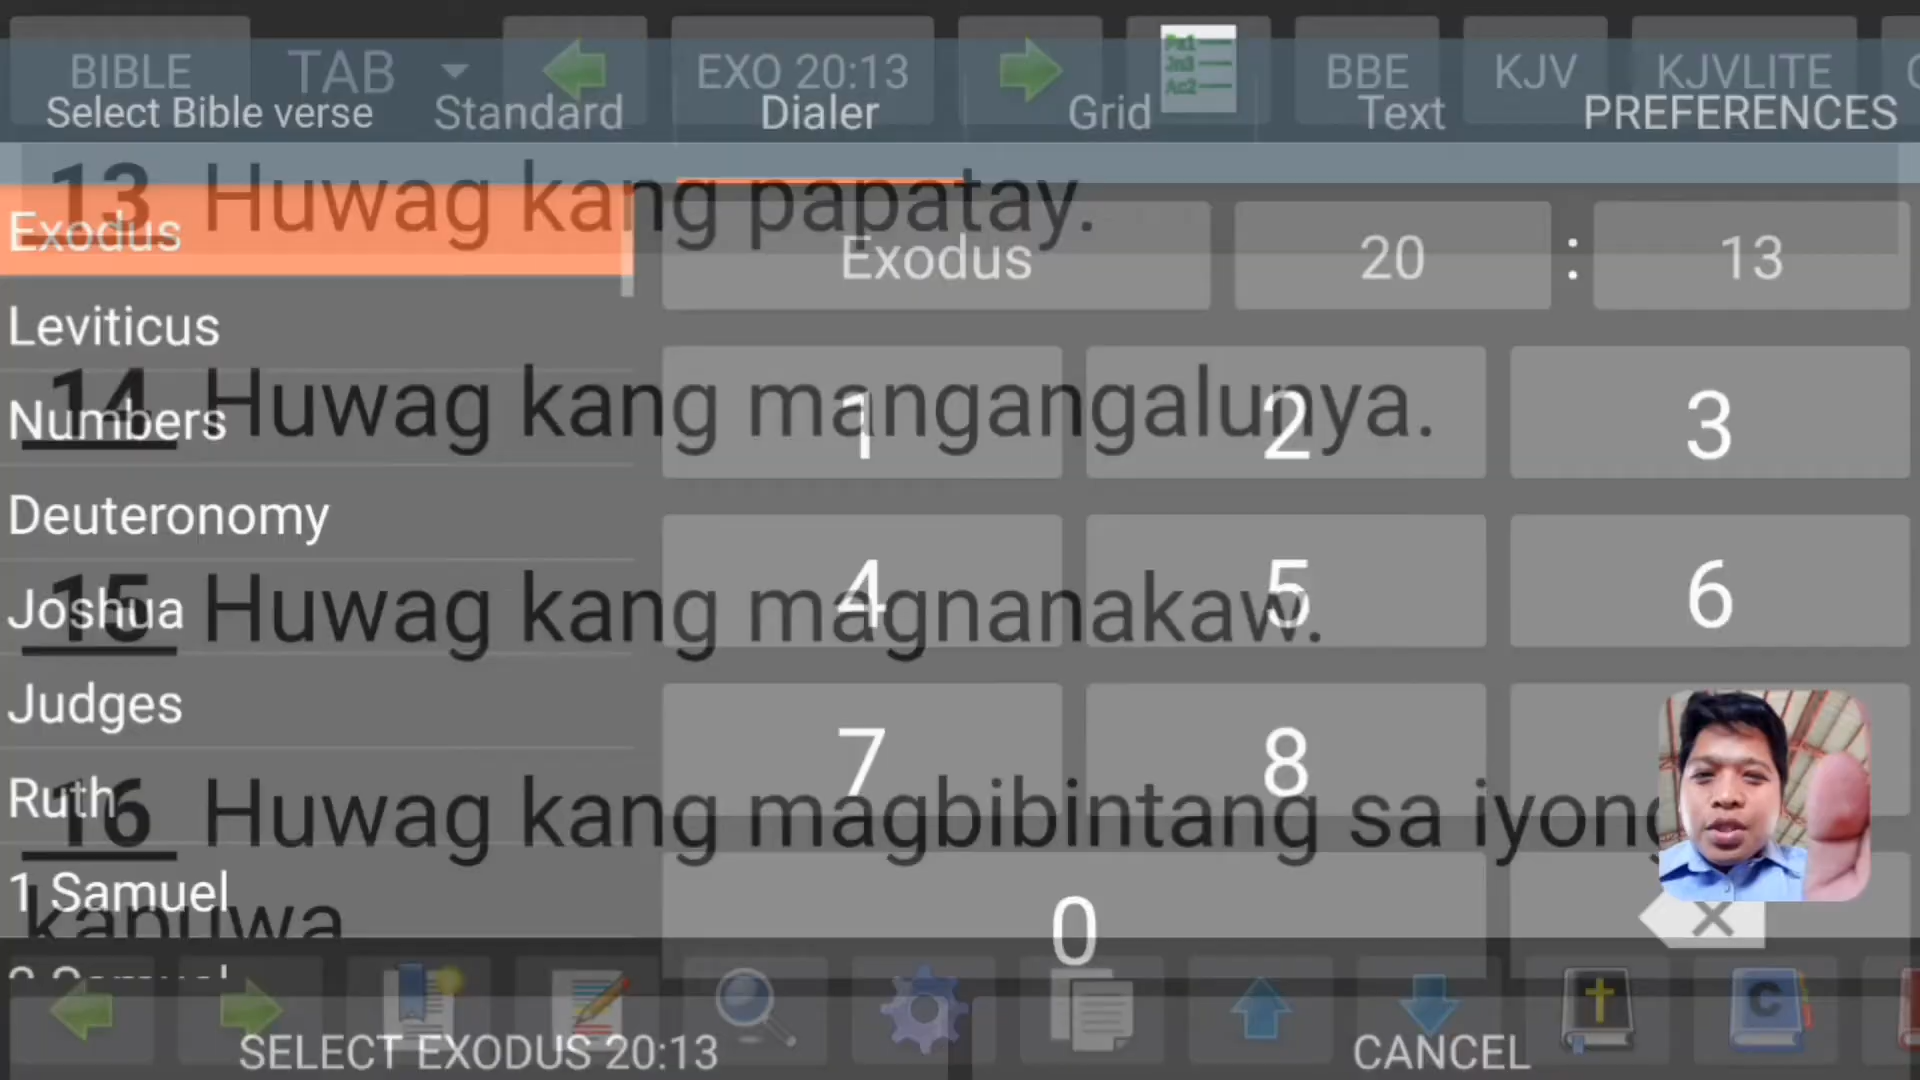 BIBLE TAB EXO 20:13 BBE KJV KJVLITE
Select Bible verse Standard Dialer Grid Text PREFERENCES
13 Huwag kang papatay.
Exodus
Exodus 20 : 13
Leviticus
14 Huwag kang mangangalunya.
Numbers
1 2 3
Deuteronomy
15 Huwag kang magnanakaw.
Joshua
4 5 6
Judges
7 8
16 Huwag kang magbibintang sa iyong
Ruth
kapuwa
1 Samuel
0
SELECT EXODUS 20:13 CANCEL